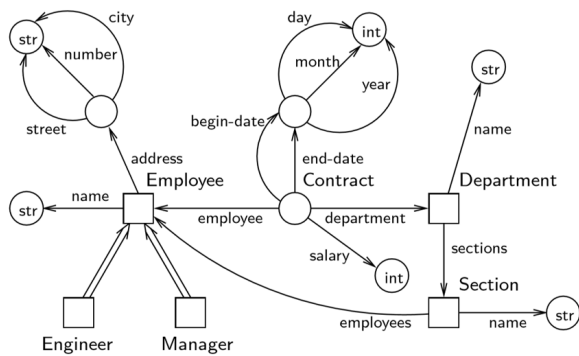 city
day
str
number
int
month
str
year
begin-date
street
name
address
end-date
Employee
Contract
Department
str
name
employee
department
sections
salary
int
Section
employees
name
str
Engineer
Manager